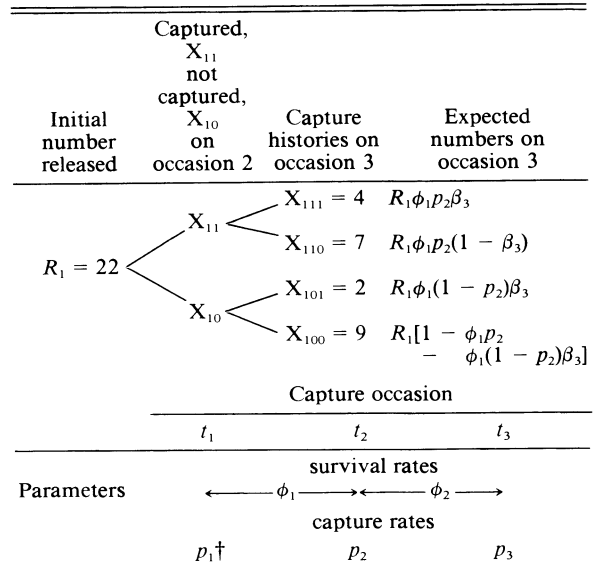 Captured,
X₁₁
not
captured,
Initial X₁₀ Capture Expected
number on histories on numbers on
released occasion 2 occasion 3 occasion 3
X₁₁₁ = 4 R₁ϕ₁p₂β₃
X₁₁
X₁₁₀ = 7 R₁ϕ₁p₂(1 − β₃)
R₁ = 22
X₁₀₁ = 2 R₁ϕ₁(1 − p₂)β₃
X₁₀
X₁₀₀ = 9 R₁[1 − ϕ₁p₂
− ϕ₁(1 − p₂)β₃]
Capture occasion
t₁ t₂ t₃
survival rates
Parameters ←ϕ₁→←ϕ₂→
capture rates
p₁† p₂ p₃